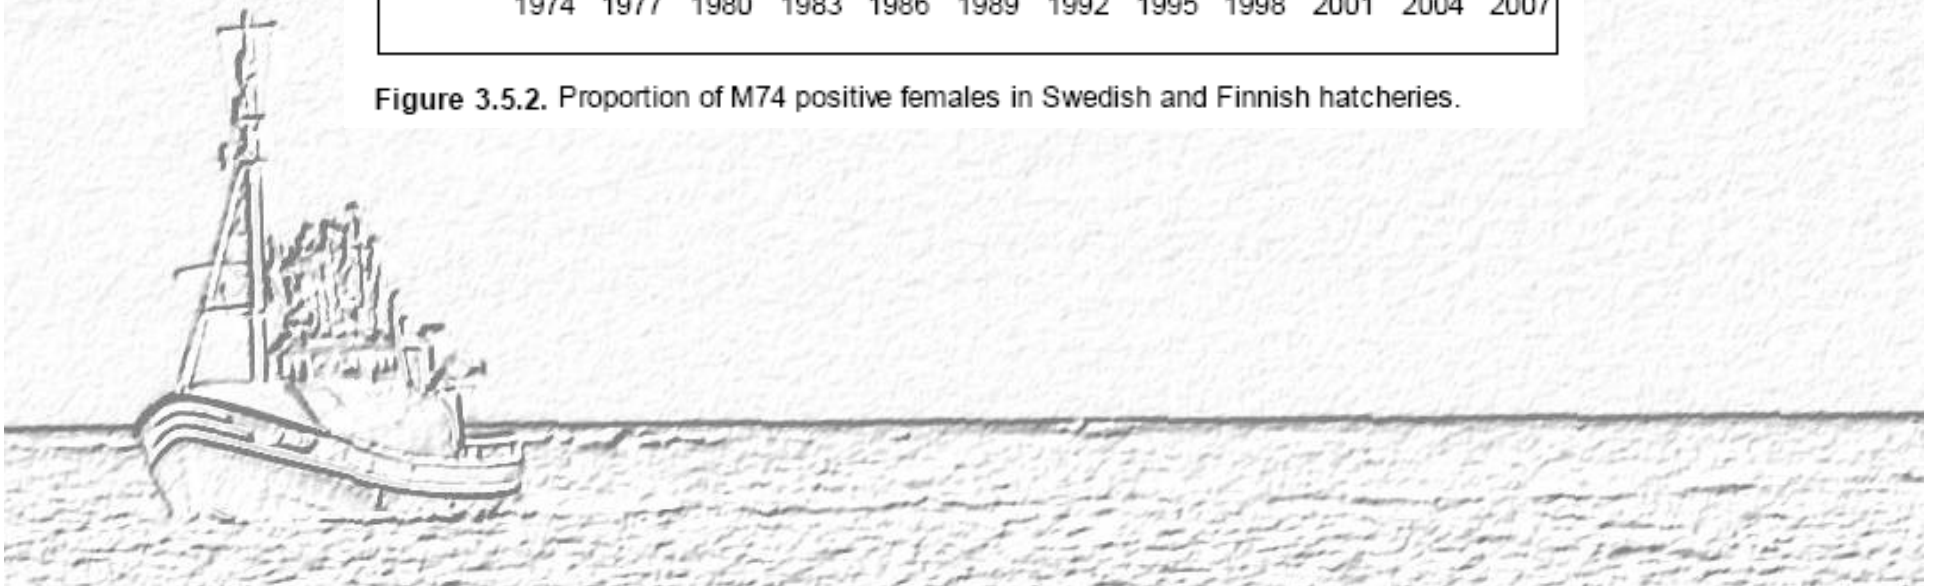 1974 1977 1980 1983 1986 1989 1992 1995 1998 2001 2004 2007
Figure 3.5.2. Proportion of M74 positive females in Swedish and Finnish hatcheries.